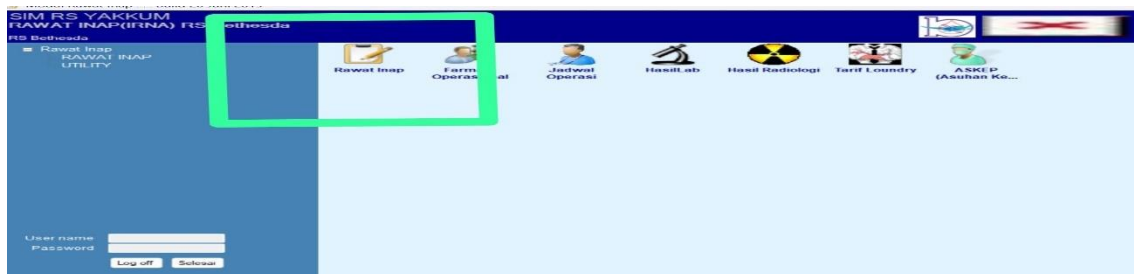 SIM RS YAKKUM
RAWAT INAP(IRNA) RS Bethesda
RS Bethesda
Rawat Inap
RAWAT INAP
UTILITY
Rawat Inap
Jadwal
Operasi
HasilLab
Hasil Radiologi
Tarif Loundry
ASKEP
(Asuhan Ke...
User name
Password
Log off Selesai